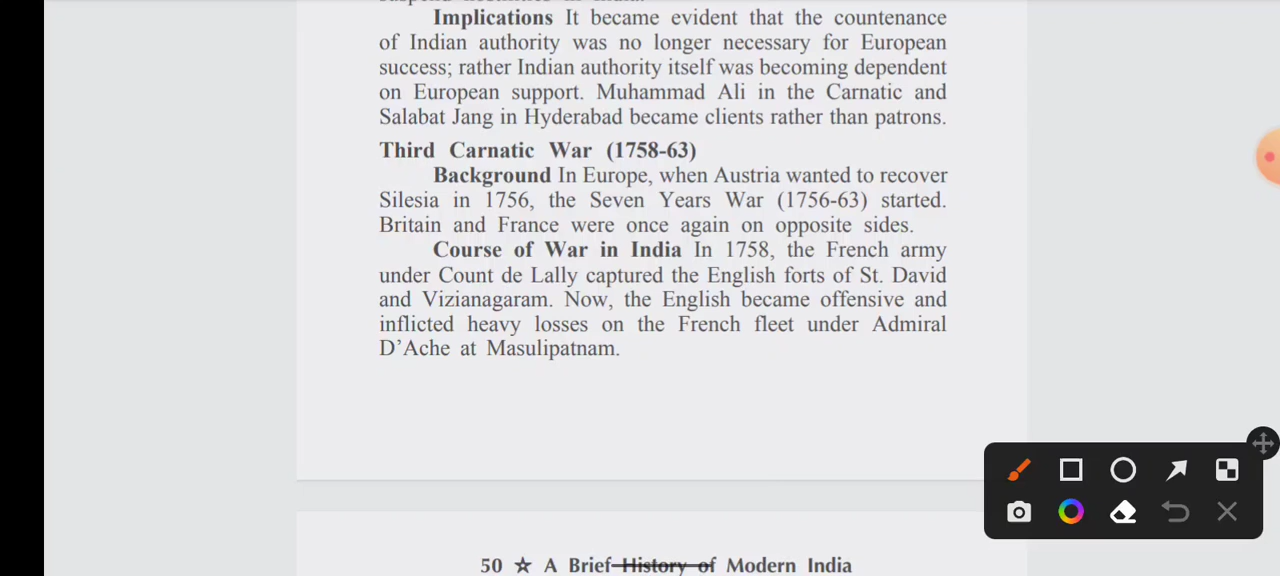 Implications It became evident that the countenance
of Indian authority was no longer necessary for European
success; rather Indian authority itself was becoming dependent
on European support. Muhammad Ali in the Carnatic and
Salabat Jang in Hyderabad became clients rather than patrons.
Third Carnatic War (1758-63)
Background In Europe, when Austria wanted to recover
Silesia in 1756, the Seven Years War (1756-63) started.
Britain and France were once again on opposite sides.
Course of War in India In 1758, the French army
under Count de Lally captured the English forts of St. David
and Vizianagaram. Now, the English became offensive and
inflicted heavy losses on the French fleet under Admiral
D'Ache at Masulipatnam.
50 ☆ A Brief History of Modern India